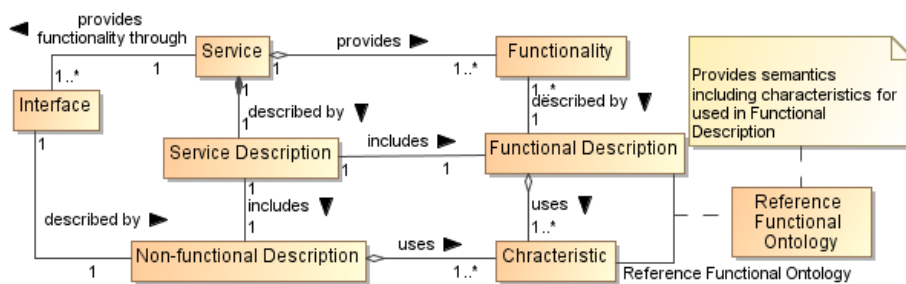 provides
functionality through
Service
provides
Functionality
1
1
1..*
1..*
1
1..*
Interface
1
described by
1
described by
1
Service Description
includes
Functional Description
1
1
1
includes
uses
described by
1
1..*
1
Non-functional Description
uses
1..*
Chracteristic
Reference Functional Ontology
Provides semantics
including characteristics for
used in Functional
Description
Reference
Functional
Ontology